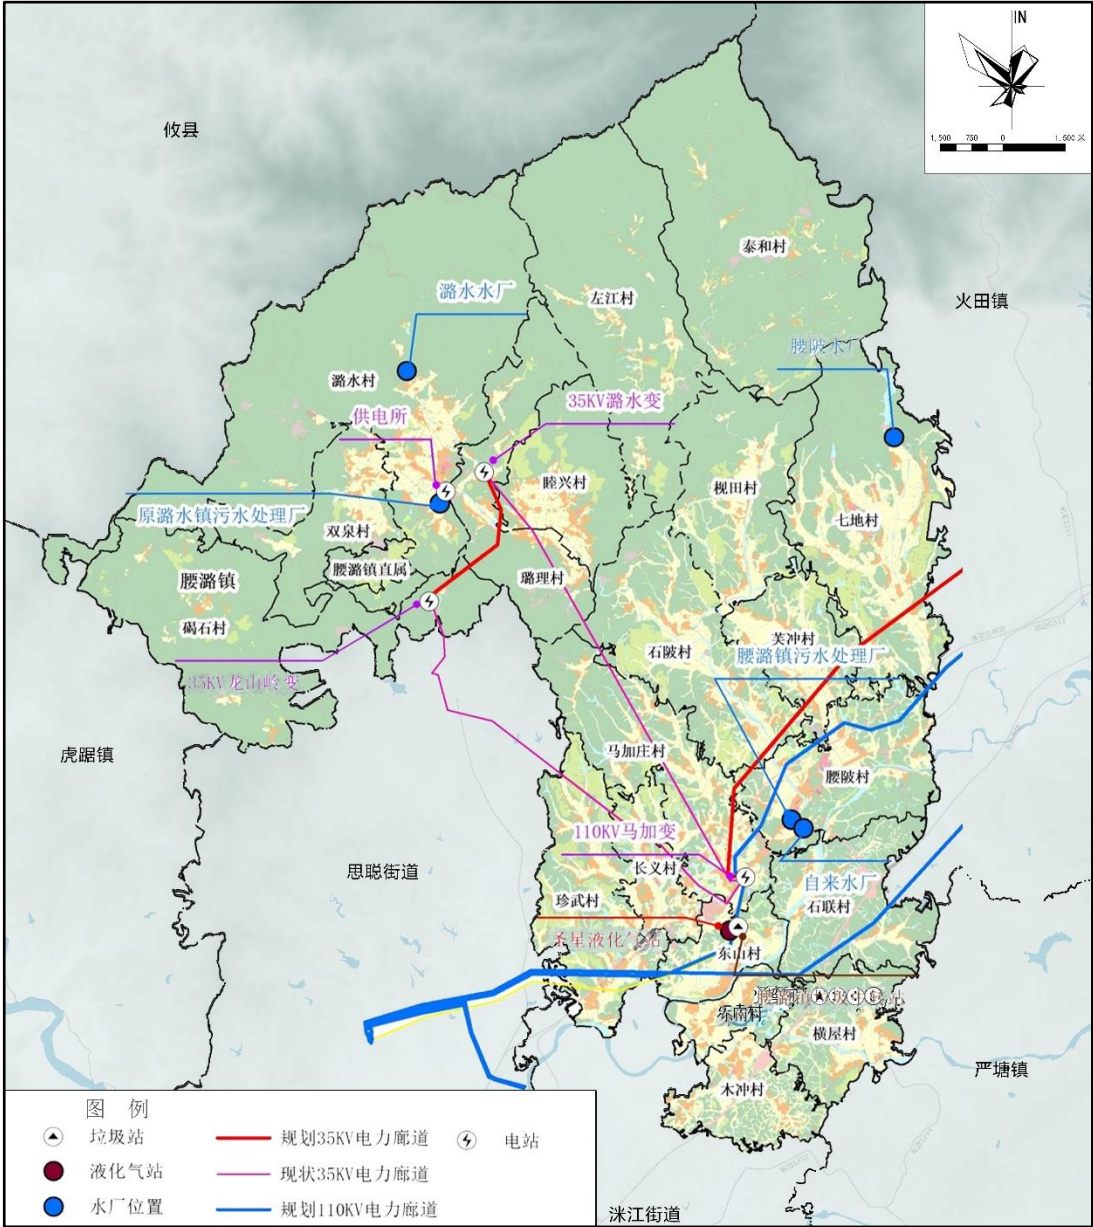 IN
1,500 750 0 1,500 米
攸县
泰和村
火田镇
潞水水厂
左江村
腰陂水厂
潞水村
35KV潞水变
供电所
睦兴村
枧田村
原潞水镇污水处理厂
七地村
双泉村
腰潞镇直属
腰潞镇
璐理村
碣石村
芙冲村
石陂村
腰潞镇污水处理厂
35KV龙山岭变
马加庄村
虎踞镇
腰陂村
110KV马加变
长义村
思聪街道
自来水厂
珍武村
石联村
东山村
乐南村
横屋村
严塘镇
木冲村
图 例
垃圾站
规划35KV电力廊道
电站
液化气站
现状35KV电力廊道
水厂位置
规划110KV电力廊道
洣江街道